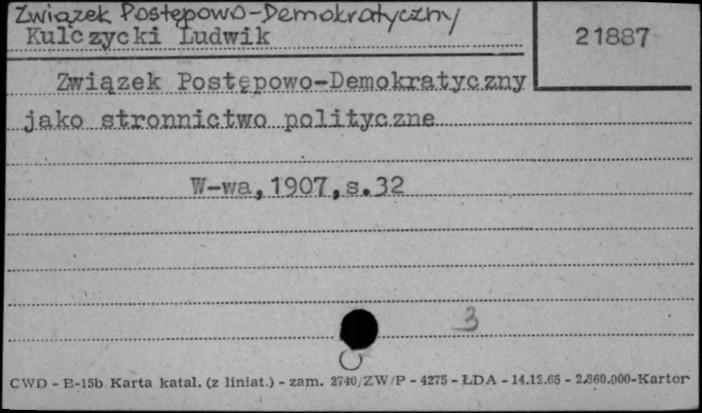 Związek Postępowo-Demokratyczny
Kulczycki Ludwik
21887
Związek Postępowo-Demokratyczny
jako stronnictwo polityczne
W-wa, 1907, s. 32
3
CWD - E-15b Karta katal. (z liniat.) - zam. 2740/ZW/P - 4275 - ŁDA - 14.12.65 - 2.360.000-Kartor